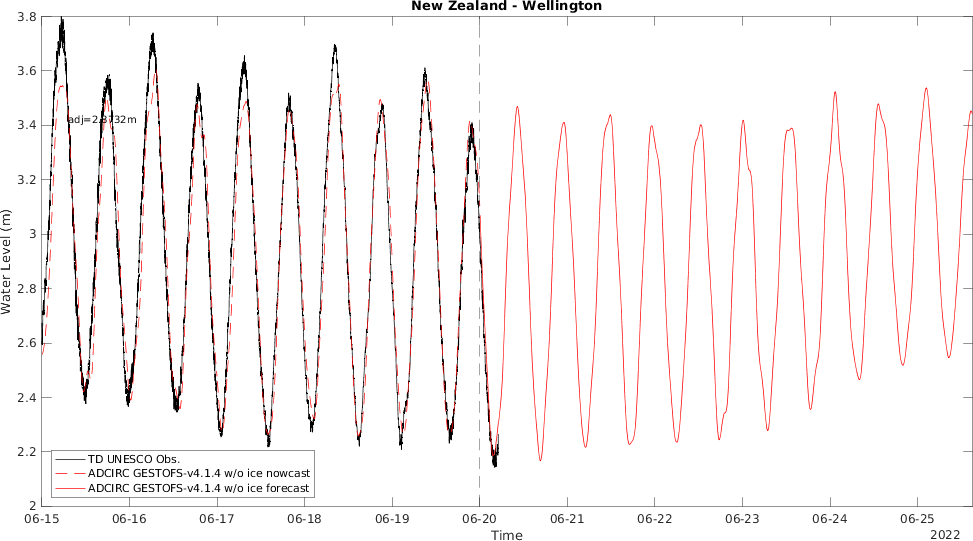 New Zealand - Wellington
3.8
3.6
3.4
3.2
3
2.8
2.6
2.4
2.2
2
Water Level (m)
TD UNESCO Obs.
ADCIRC GESTOFS-v4.1.4 w/o ice nowcast
ADCIRC GESTOFS-v4.1.4 w/o ice forecast
06-15 06-16 06-17 06-18 06-19 06-20 06-21 06-22 06-23 06-24 06-25
Time
2022